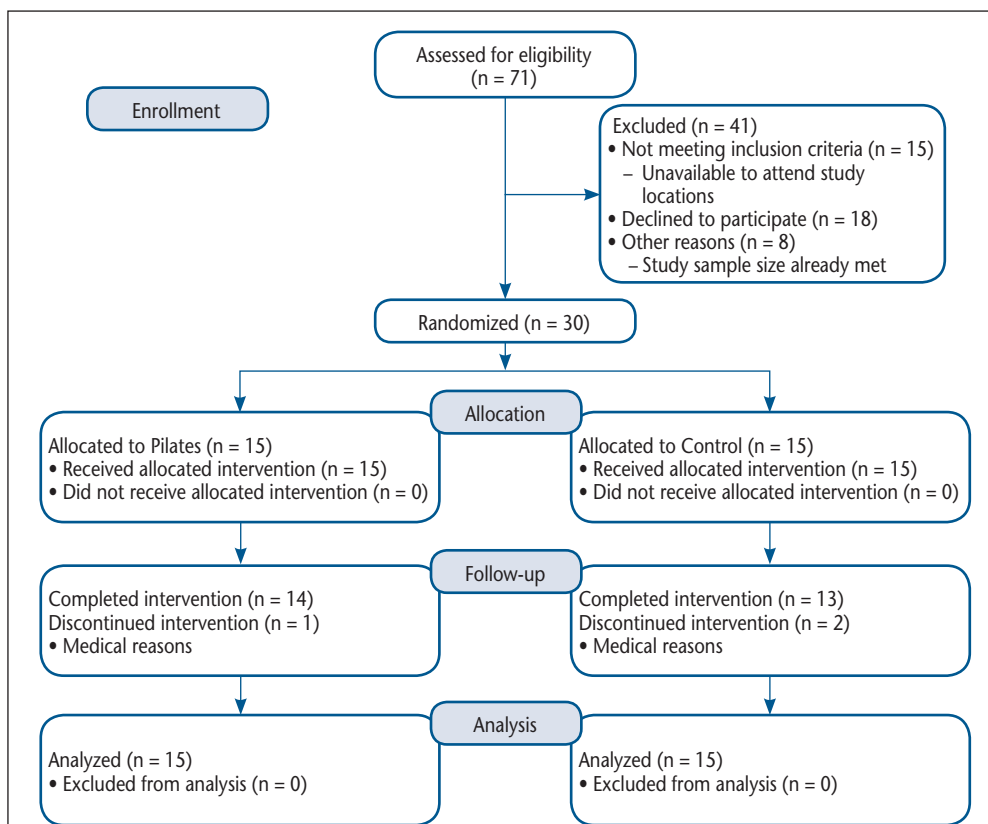 Assessed for eligibility
(n = 71)
Enrollment
Excluded (n = 41)
• Not meeting inclusion criteria (n = 15)
– Unavailable to attend study
locations
• Declined to participate (n = 18)
• Other reasons (n = 8)
– Study sample size already met
Randomized (n = 30)
Allocation
Allocated to Pilates (n = 15)
• Received allocated intervention (n = 15)
• Did not receive allocated intervention (n = 0)
Allocated to Control (n = 15)
• Received allocated intervention (n = 15)
• Did not receive allocated intervention (n = 0)
Follow-up
Completed intervention (n = 14)
Discontinued intervention (n = 1)
• Medical reasons
Completed intervention (n = 13)
Discontinued intervention (n = 2)
• Medical reasons
Analysis
Analyzed (n = 15)
• Excluded from analysis (n = 0)
Analyzed (n = 15)
• Excluded from analysis (n = 0)